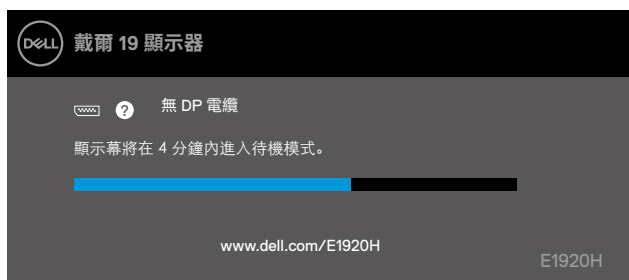 DELL
戴爾 19 顯示器
? 無 DP 電纜
顯示幕將在 4 分鐘內進入待機模式。
www.dell.com/E1920H
E1920H